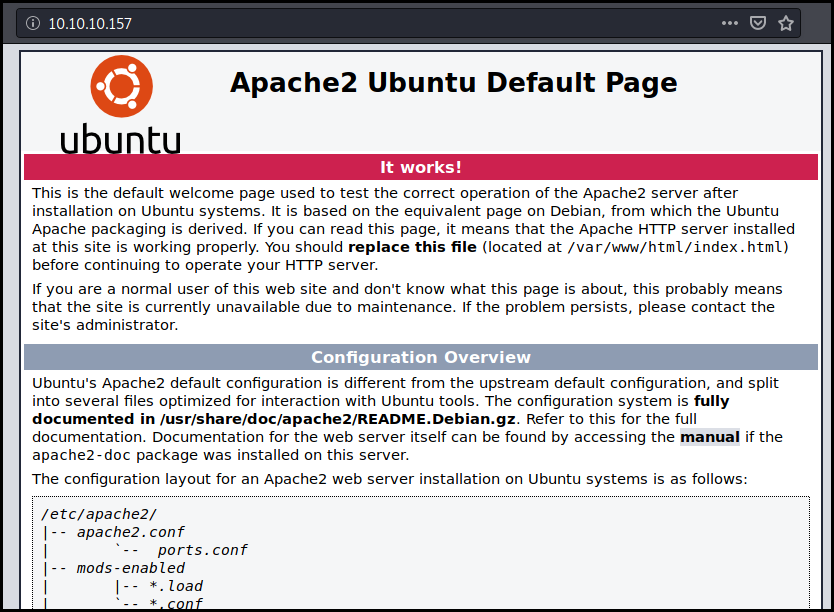 10.10.10.157
Apache2 Ubuntu Default Page
ubuntu
It works!
This is the default welcome page used to test the correct operation of the Apache2 server after
installation on Ubuntu systems. It is based on the equivalent page on Debian, from which the Ubuntu
Apache packaging is derived. If you can read this page, it means that the Apache HTTP server installed
at this site is working properly. You should replace this file (located at /var/www/html/index.html)
before continuing to operate your HTTP server.
If you are a normal user of this web site and don't know what this page is about, this probably means
that the site is currently unavailable due to maintenance. If the problem persists, please contact the
site's administrator.
Configuration Overview
Ubuntu's Apache2 default configuration is different from the upstream default configuration, and split
into several files optimized for interaction with Ubuntu tools. The configuration system is fully
documented in /usr/share/doc/apache2/README.Debian.gz. Refer to this for the full
documentation. Documentation for the web server itself can be found by accessing the manual if the
apache2-doc package was installed on this server.
The configuration layout for an Apache2 web server installation on Ubuntu systems is as follows:
/etc/apache2/
|-- apache2.conf
|       `--  ports.conf
|-- mods-enabled
|       |-- *.load
|       `-- *.conf